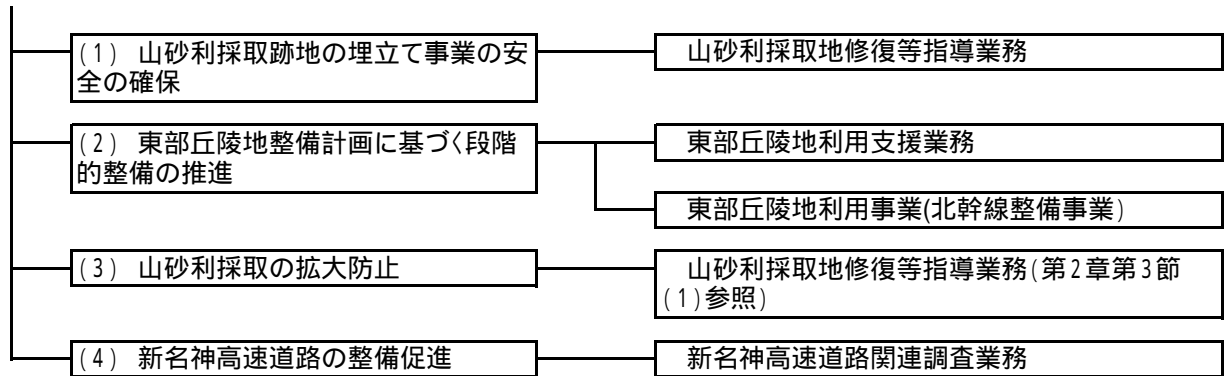 (1) 山砂利採取跡地の埋立て事業の安
全の確保
山砂利採取地修復等指導業務
(2) 東部丘陵地整備計画に基づく段階
的整備の推進
東部丘陵地利用支援業務
東部丘陵地利用事業(北幹線整備事業)
(3) 山砂利採取の拡大防止
山砂利採取地修復等指導業務(第2章第3節
(1)参照)
(4) 新名神高速道路の整備促進
新名神高速道路関連調査業務